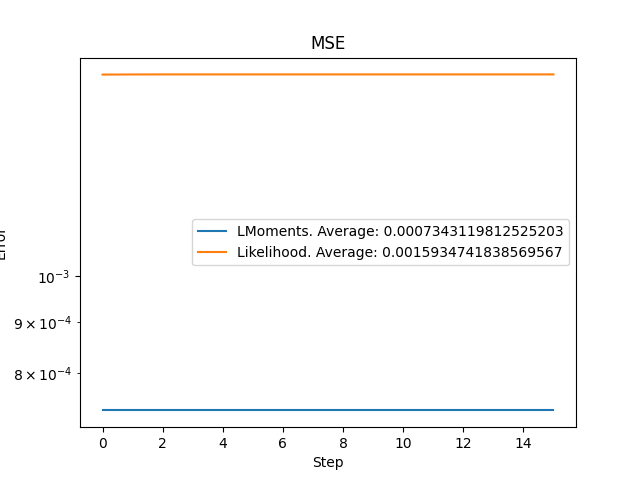 MSE
Error
LMoments. Average: 0.0007343119812525203
Likelihood. Average: 0.0015934741838569567
10⁻³
9 × 10⁻⁴
8 × 10⁻⁴
0 2 4 6 8 10 12 14
Step